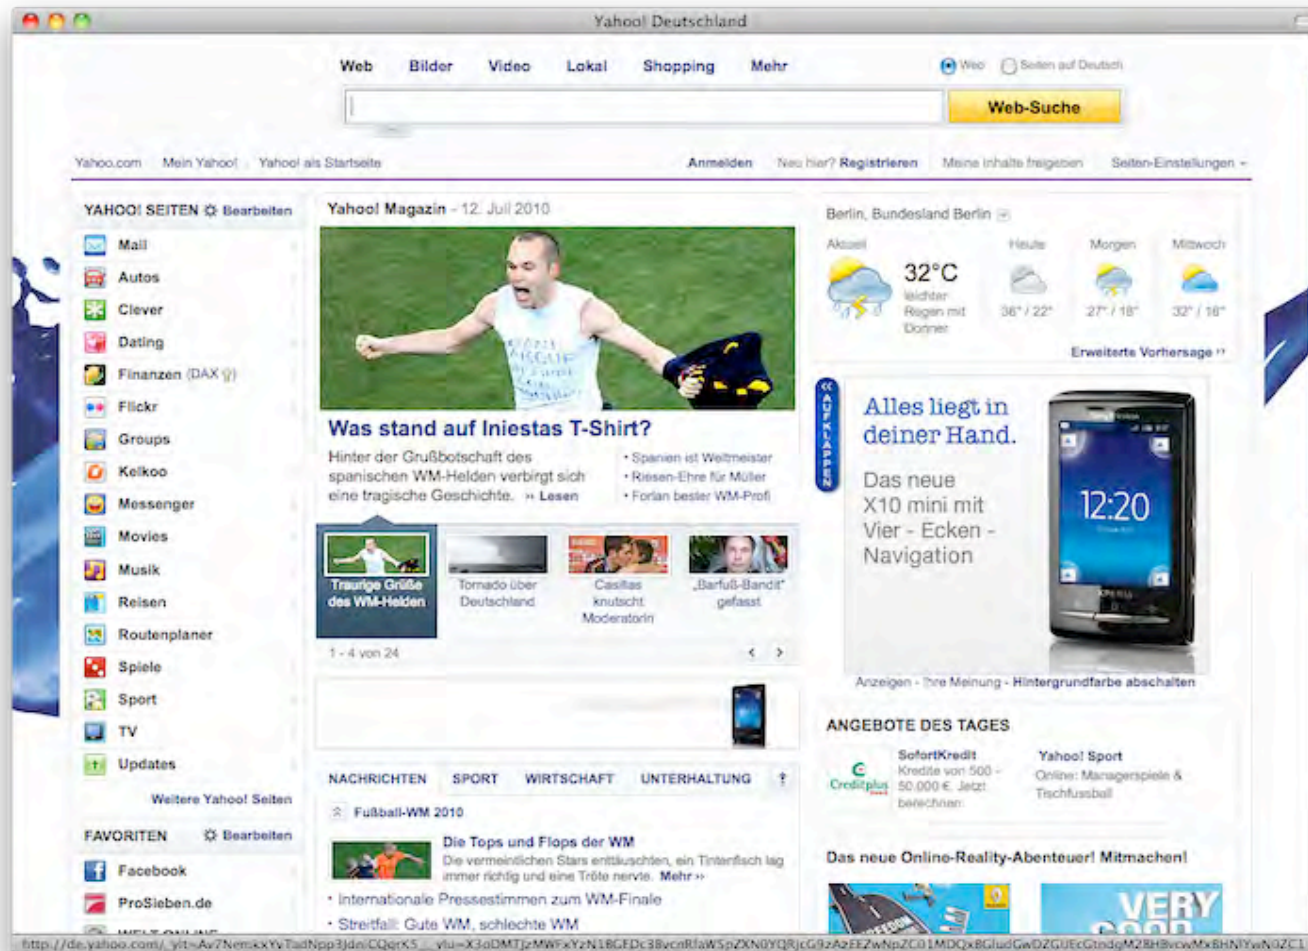 Yahoo! Deutschland
Web Bilder Video Lokal Shopping Mehr
Web Seiten auf Deutsch
Web-Suche
Yahoo.com Mein Yahoo! Yahoo! als Startseite
Anmelden Neu hier? Registrieren Meine Inhalte freigeben Seiten-Einstellungen
YAHOO! SEITEN Bearbeiten
Mail
Autos
Clever
Dating
Finanzen (DAX)
Flickr
Groups
Kelkoo
Messenger
Movies
Musik
Reisen
Routenplaner
Spiele
Sport
TV
Updates
Weitere Yahoo! Seiten
FAVORITEN Bearbeiten
Facebook
ProSieben.de
WELT ONLINE
Yahoo! Magazin - 12. Juli 2010
Was stand auf Iniestas T-Shirt?
Hinter der Grußbotschaft des
spanischen WM-Helden verbirgt sich
eine tragische Geschichte. » Lesen
• Spanien ist Weltmeister
• Riesen-Ehre für Müller
• Forlan bester WM-Profi
Traurige Grüße
des WM-Helden
Tornado über
Deutschland
Casillas
knutscht
Moderatorin
„Barfuß-Bandit“
gefasst
1 - 4 von 24
NACHRICHTEN SPORT WIRTSCHAFT UNTERHALTUNG
Fußball-WM 2010
Die Tops und Flops der WM
Die vermeintlichen Stars enttäuschten, ein Tintenfisch lag
immer richtig und eine Tröte nervte. Mehr »
• Internationale Pressestimmen zum WM-Finale
• Streitfall: Gute WM, schlechte WM
Berlin, Bundesland Berlin
Aktuell Heute Morgen Mittwoch
32°C
leichter
Regen mit
Donner
36° / 22° 27° / 18° 32° / 18°
Erweiterte Vorhersage »
« AUFKLAPPEN
Alles liegt in
deiner Hand.
Das neue
X10 mini mit
Vier - Ecken -
Navigation
12:20
XPERIA
Anzeigen - Ihre Meinung - Hintergrundfarbe abschalten
ANGEBOTE DES TAGES
Creditplus
SofortKredit
Kredite von 500 -
50.000 €. Jetzt
berechnen.
Yahoo! Sport
Online: Managerspiele &
Tischfussball
Das neue Online-Reality-Abenteuer! Mitmachen!
FREEDOM
VERY
GOOD